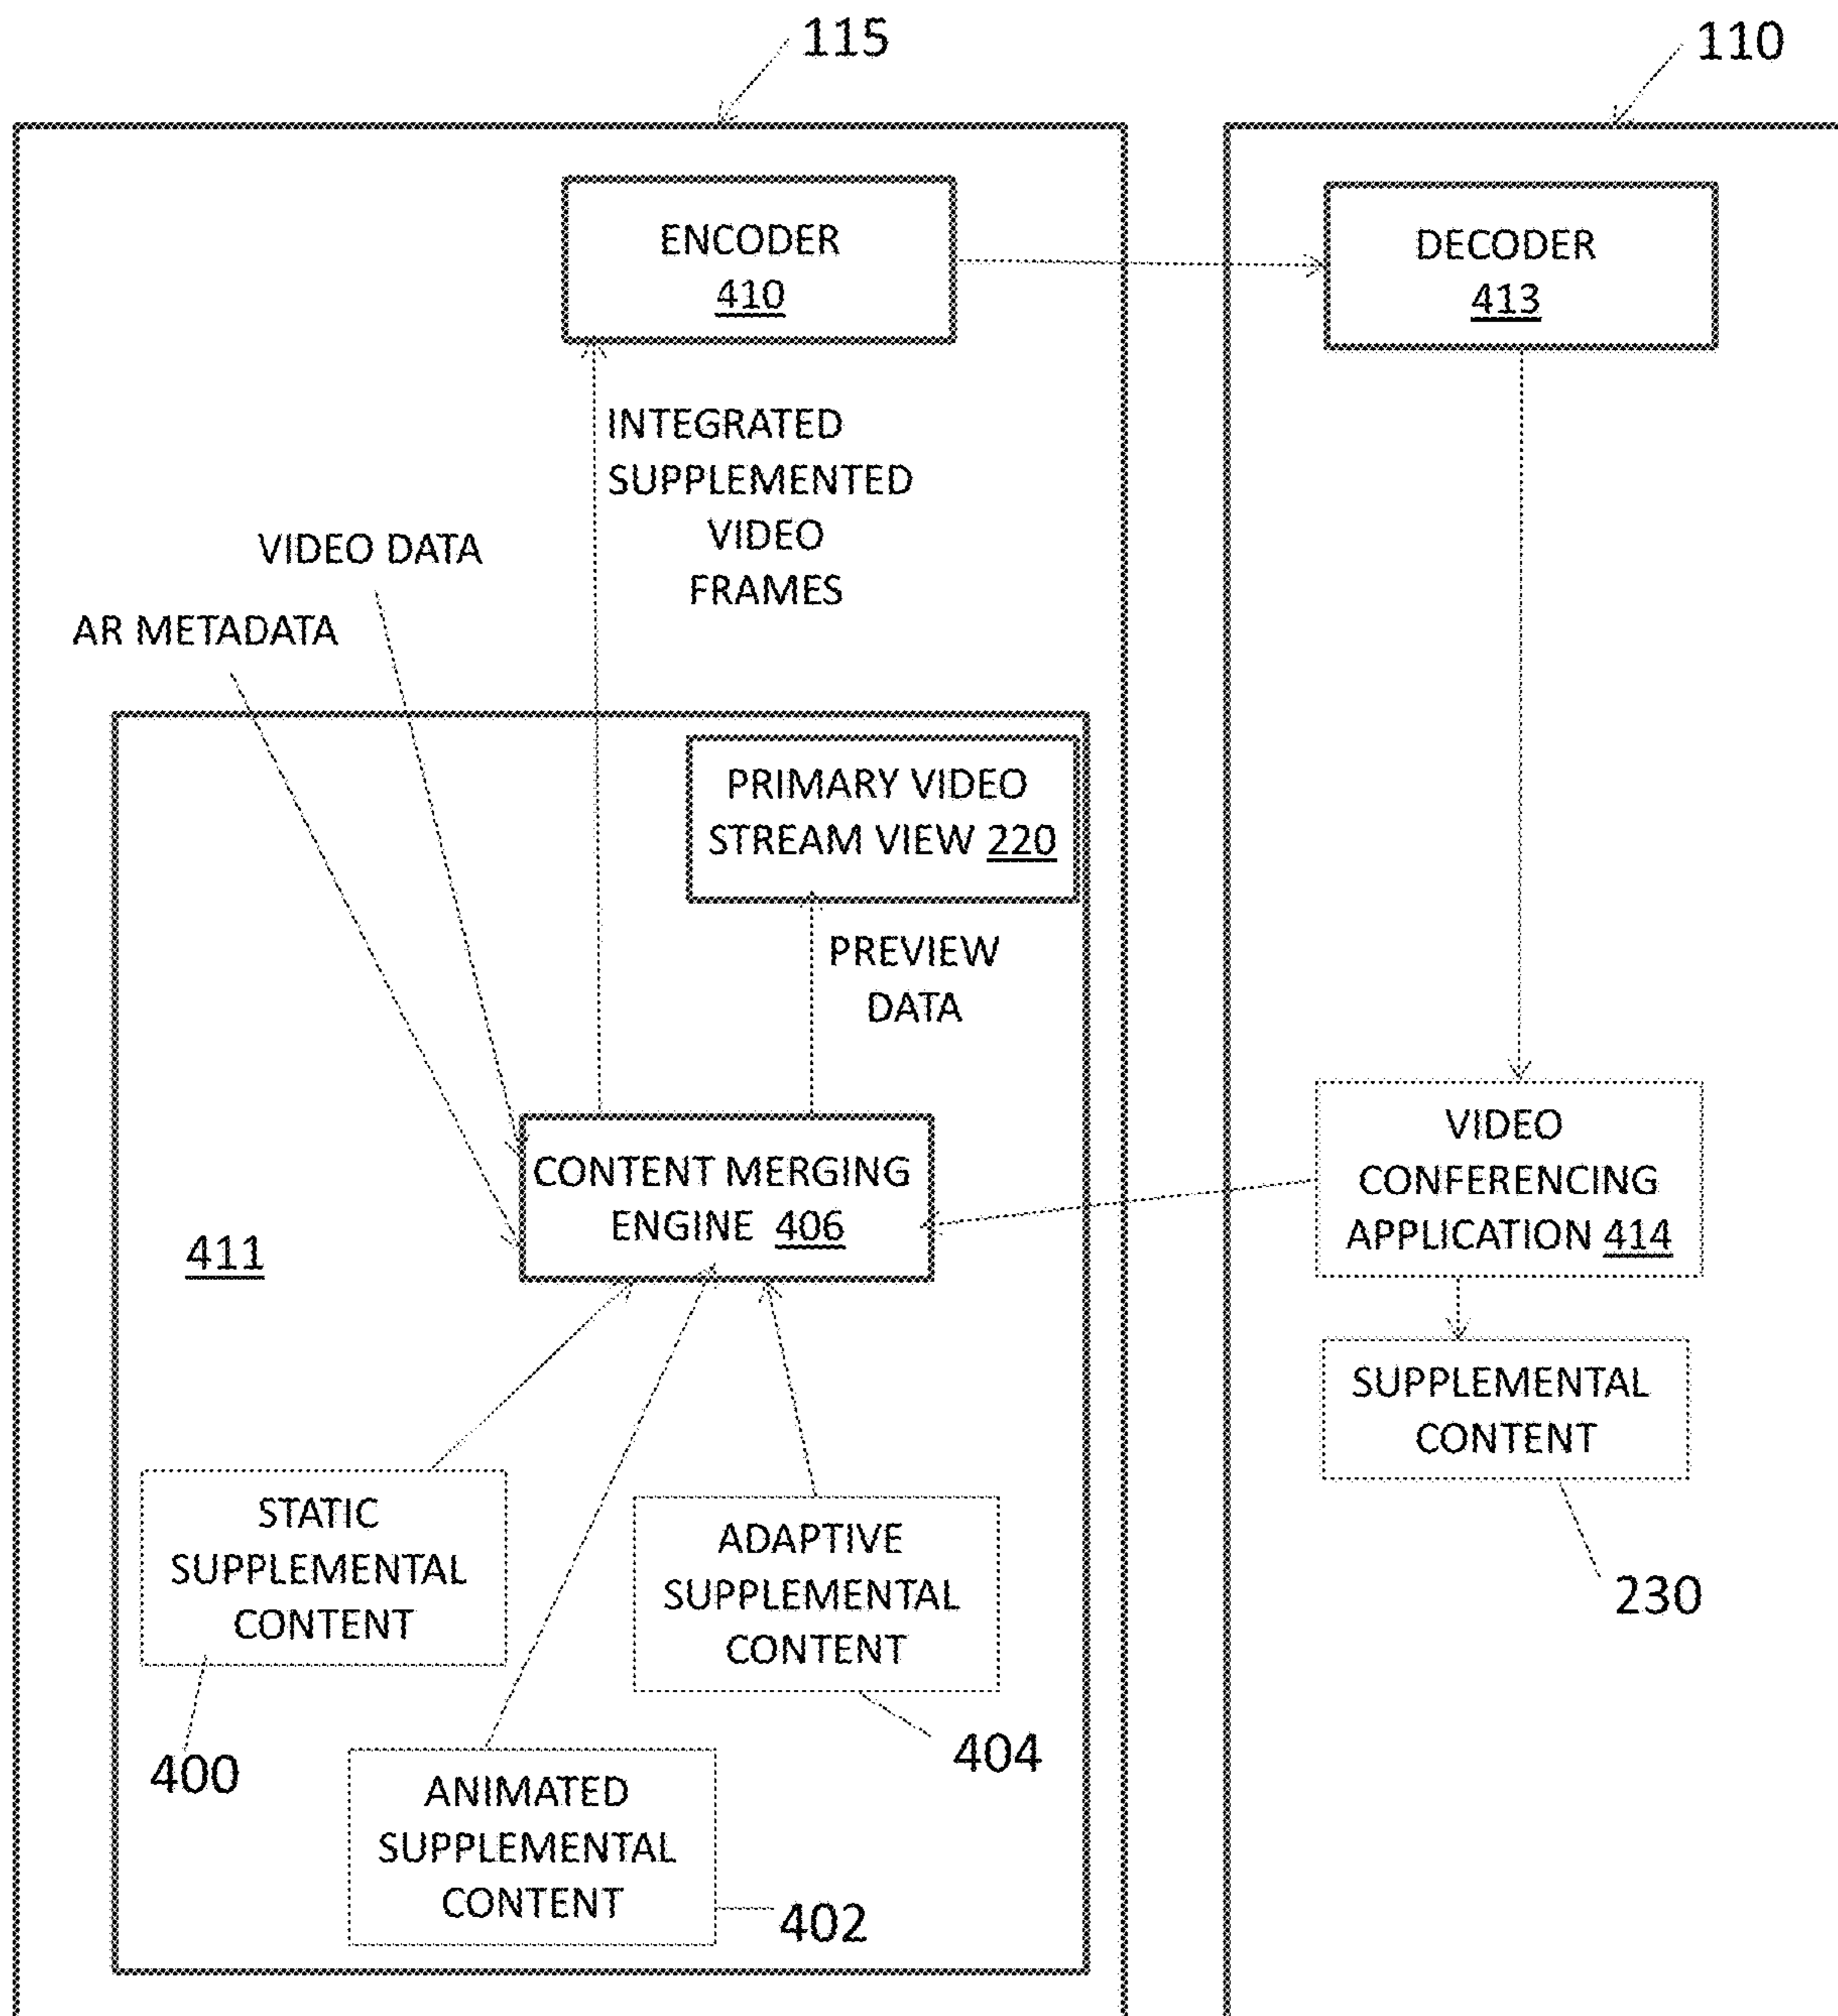 115
110
ENCODER
410
DECODER
413
INTEGRATED
SUPPLEMENTED
VIDEO
FRAMES
VIDEO DATA
AR METADATA
PRIMARY VIDEO
STREAM VIEW 220
PREVIEW
DATA
CONTENT MERGING
ENGINE 406
411
VIDEO
CONFERENCING
APPLICATION 414
SUPPLEMENTAL
CONTENT
230
STATIC
SUPPLEMENTAL
CONTENT
400
ADAPTIVE
SUPPLEMENTAL
CONTENT
404
ANIMATED
SUPPLEMENTAL
CONTENT
402